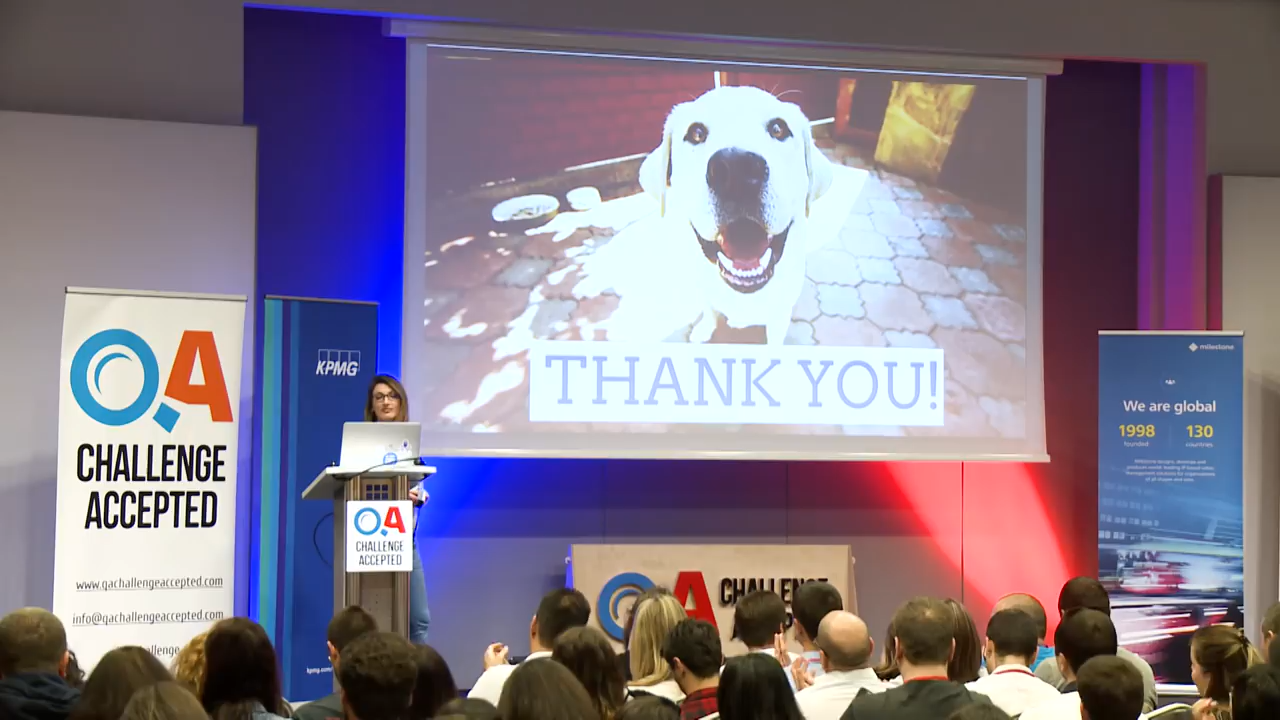 THANK YOU!
QA
CHALLENGE
ACCEPTED
www.qachallengeaccepted.com
info@qachallengeaccepted.com
KPMG
QA
CHALLENGE
ACCEPTED
QA
CHALLENGE
milestone
We are global
1998
founded
130
countries